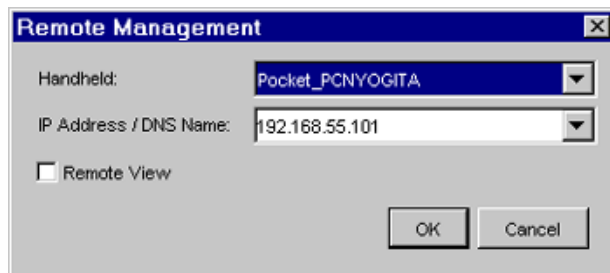 Remote Management
Handheld: Pocket_PCNYOGITA
IP Address / DNS Name: 192.168.55.101
Remote View
OK Cancel